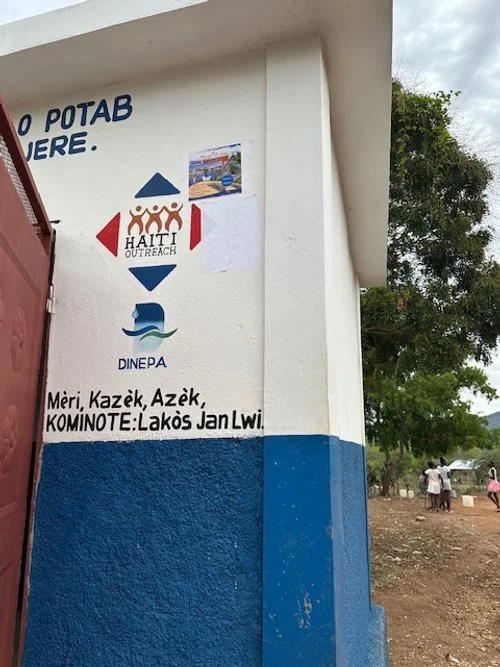 O POTAB
JERE.
HAITI
OUTREACH
DINEPA
Mèri, Kazèk, Azèk,
KOMINOTE: Lakòs Jan Lwi.